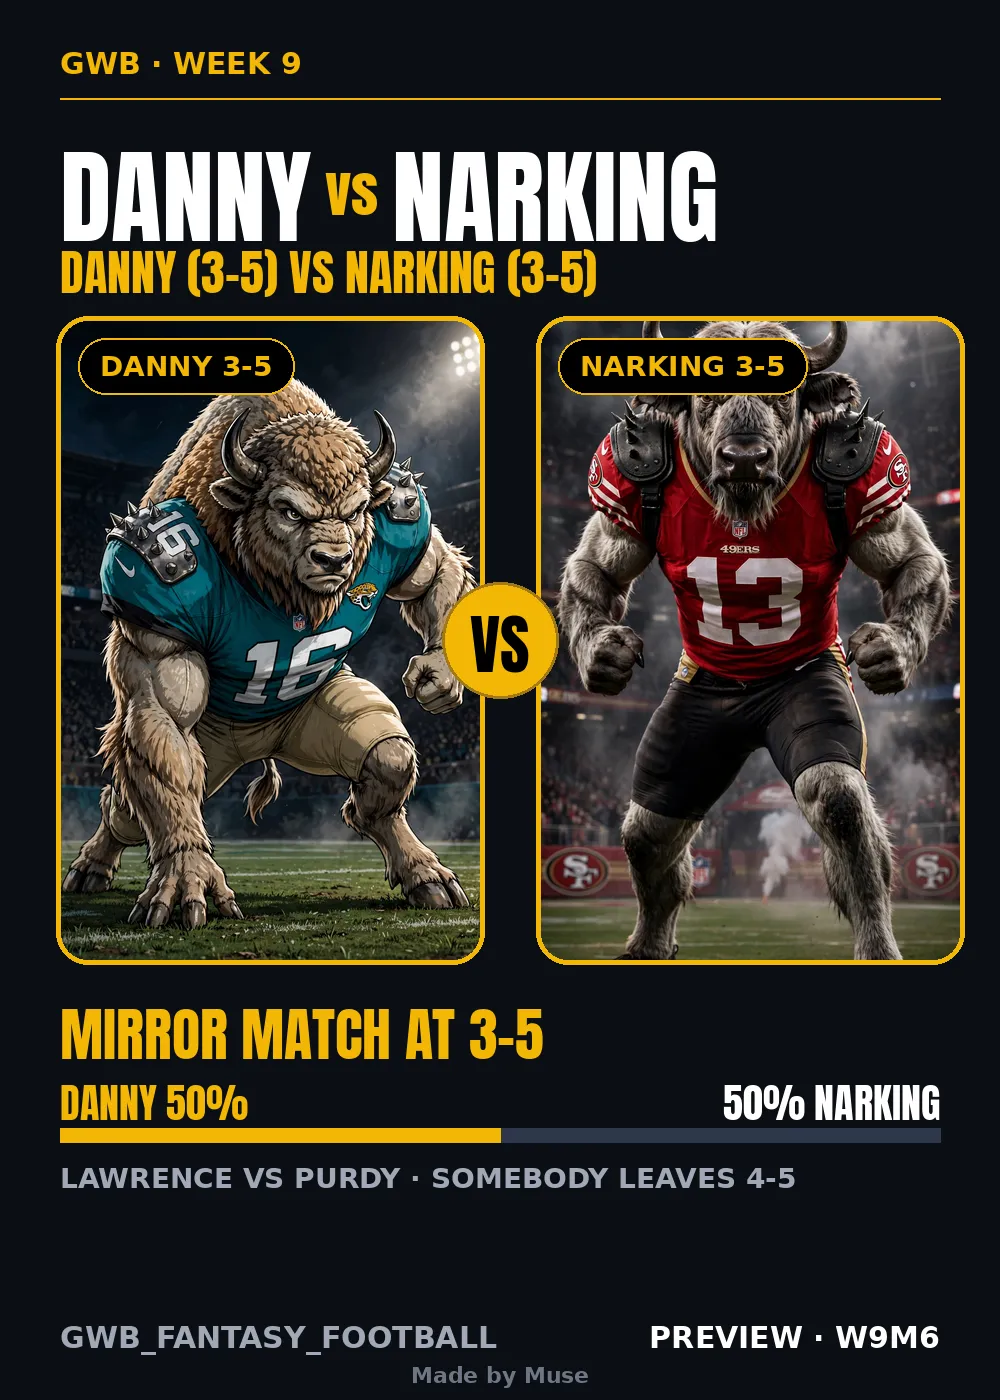 GWB · WEEK 9
DANNY VS NARKING
DANNY (3-5) VS NARKING (3-5)
DANNY 3-5
NARKING 3-5
16
16
49ERS
13
VS
MIRROR MATCH AT 3-5
DANNY 50%
50% NARKING
LAWRENCE VS PURDY · SOMEBODY LEAVES 4-5
GWB_FANTASY_FOOTBALL
PREVIEW · W9M6
Made by Muse